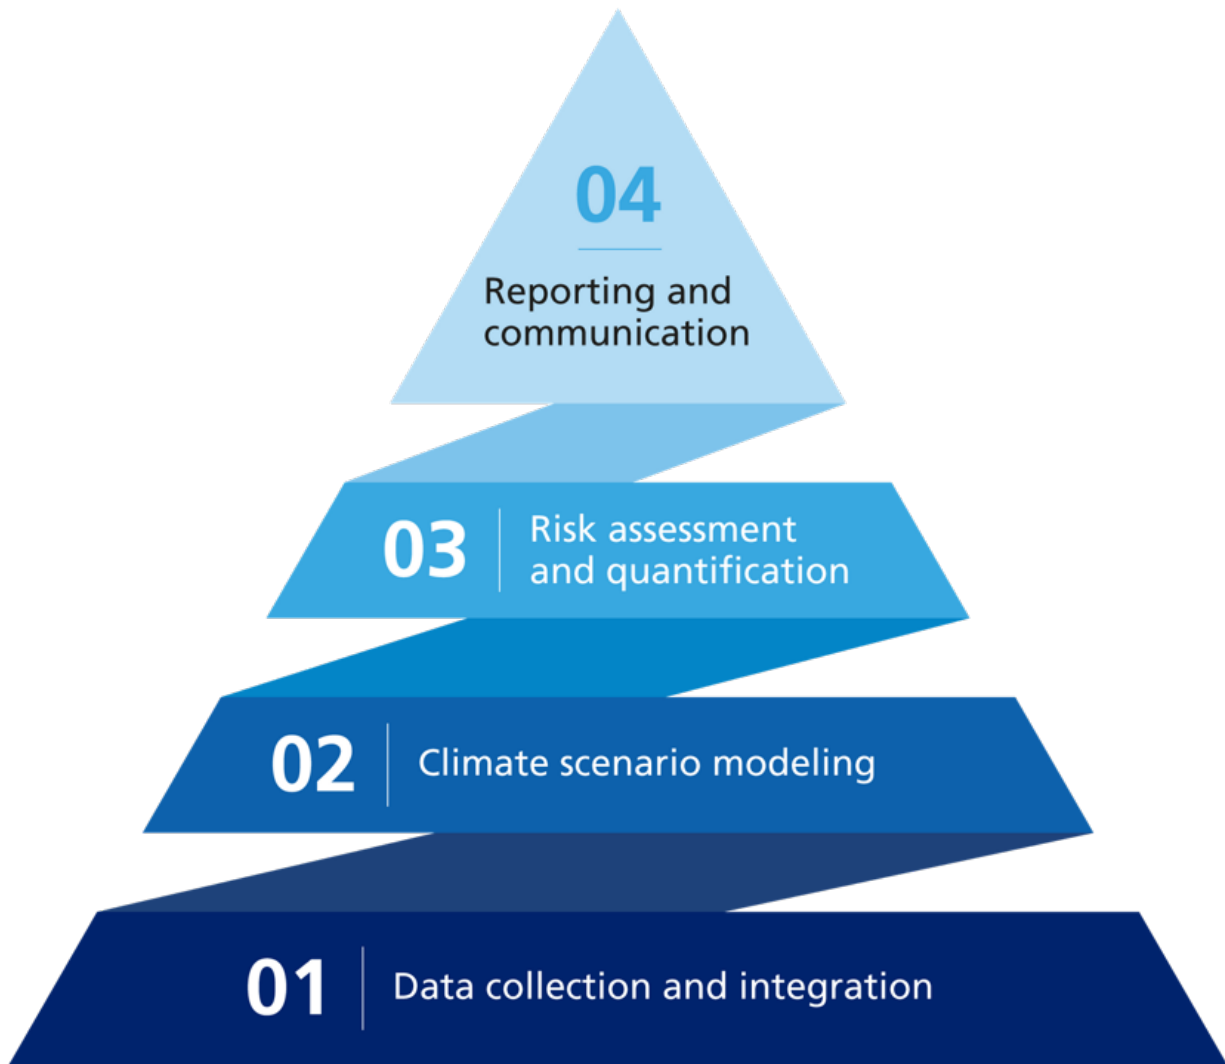 04
Reporting and
communication
03
Risk assessment
and quantification
02
Climate scenario modeling
01
Data collection and integration